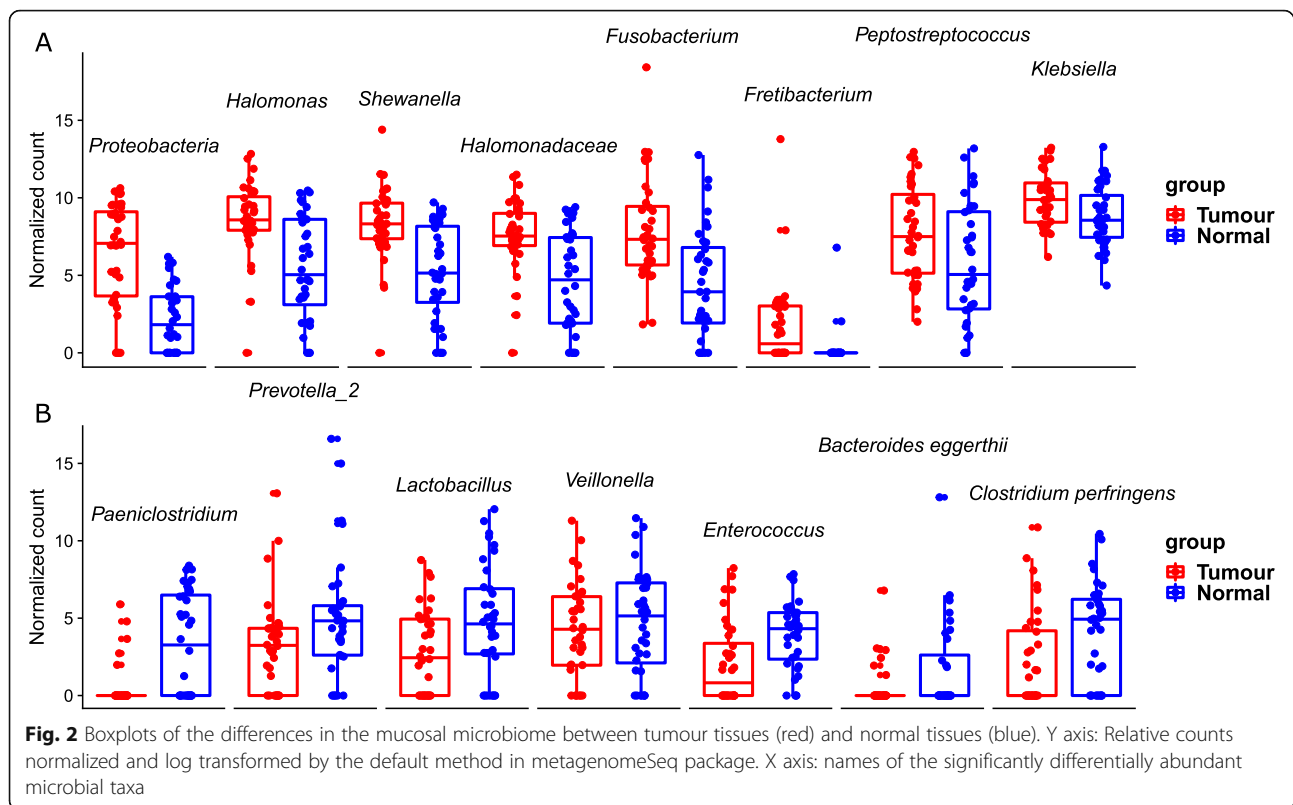 A
Fusobacterium
Peptostreptococcus
Klebsiella
Halomonas
Shewanella
Fretibacterium
Proteobacteria
Halomonadaceae
Normalized count
15
10
5
0
group
Tumour
Normal
B
Prevotella_2
Bacteroides eggerthii
Lactobacillus
Veillonella
Clostridium perfringens
Paeniclostridium
Enterococcus
Normalized count
15
10
5
0
group
Tumour
Normal
Fig. 2 Boxplots of the differences in the mucosal microbiome between tumour tissues (red) and normal tissues (blue). Y axis: Relative counts
normalized and log transformed by the default method in metagenomeSeq package. X axis: names of the significantly differentially abundant
microbial taxa